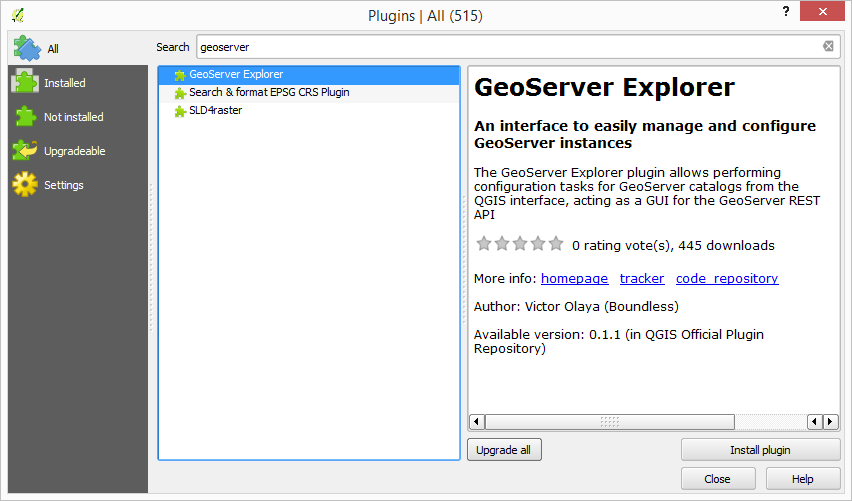 Plugins | All (515)
?
All
Installed
Not installed
Upgradeable
Settings
Search
geoserver
GeoServer Explorer
Search & format EPSG CRS Plugin
SLD4raster
GeoServer Explorer
An interface to easily manage and configure
GeoServer instances
The GeoServer Explorer plugin allows performing
configuration tasks for GeoServer catalogs from the
QGIS interface, acting as a GUI for the GeoServer REST
API
0 rating vote(s), 445 downloads
More info: homepage tracker code_repository
Author: Victor Olaya (Boundless)
Available version: 0.1.1 (in QGIS Official Plugin
Repository)
Upgrade all
Install plugin
Close
Help